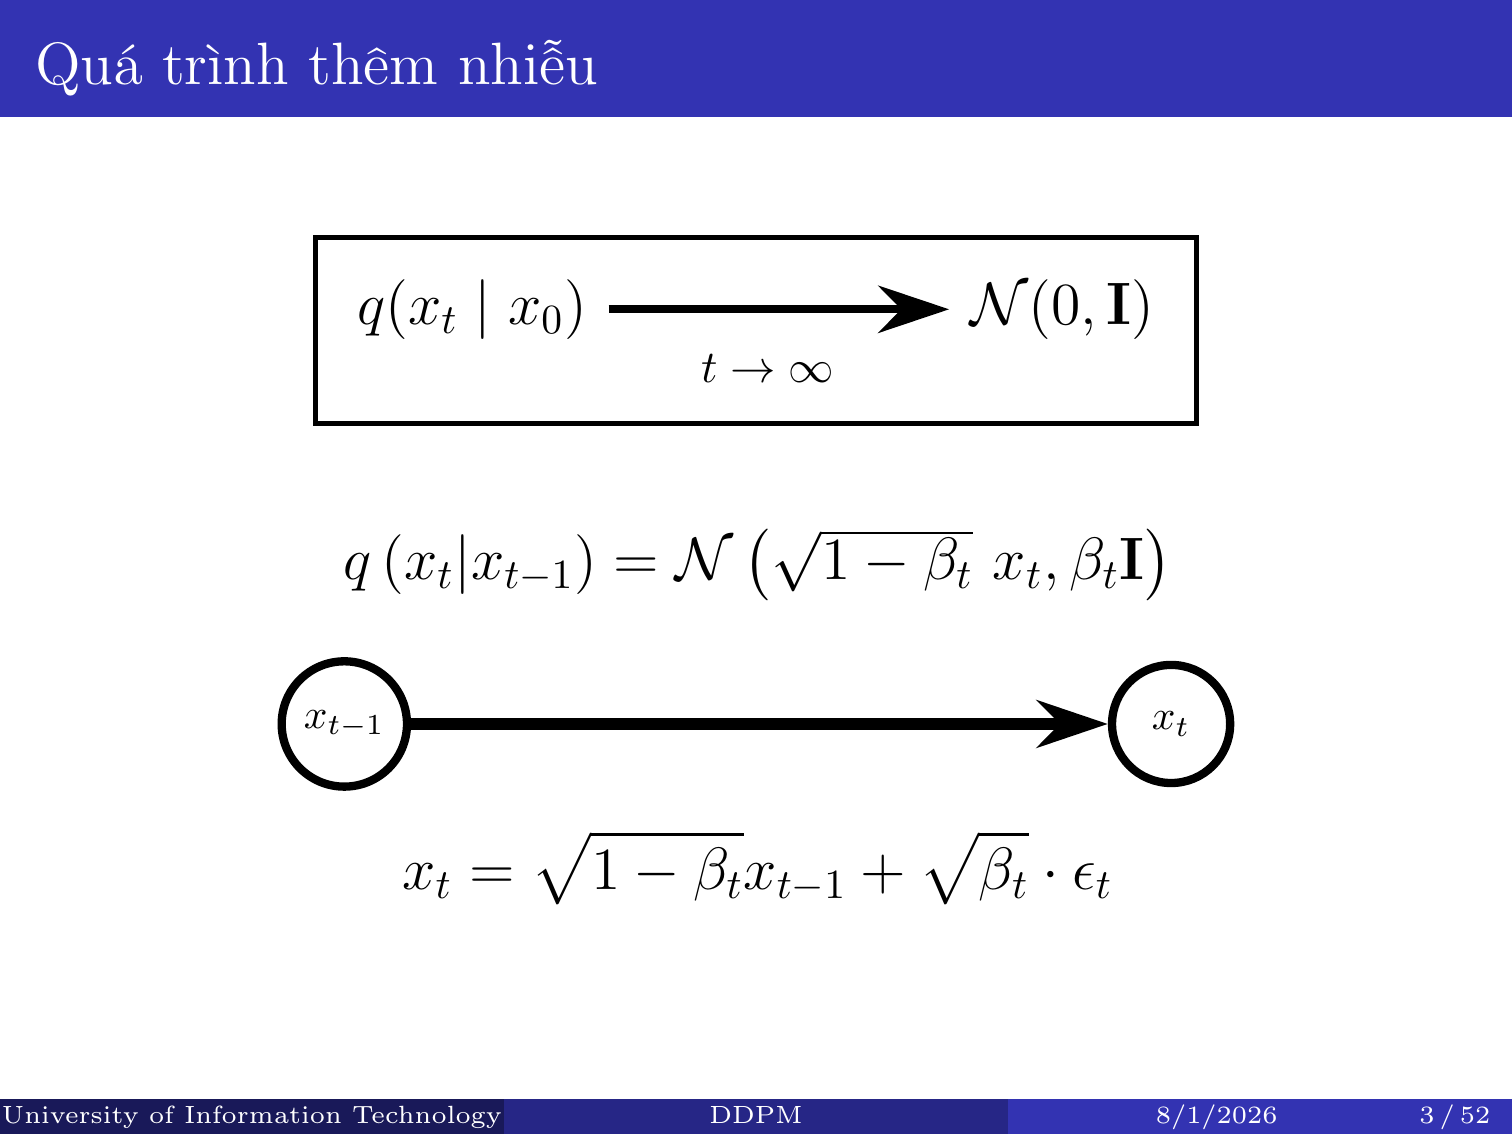 Quá trình thêm nhiễu
q(x_t | x_0) → N(0, I)
t → ∞
q (x_t|x_{t−1}) = N (√(1 − β_t) x_t, β_t I)
x_{t−1}
x_t
x_t = √(1 − β_t) x_{t−1} + √β_t · ϵ_t
University of Information Technology DDPM 8/1/2026 3 / 52